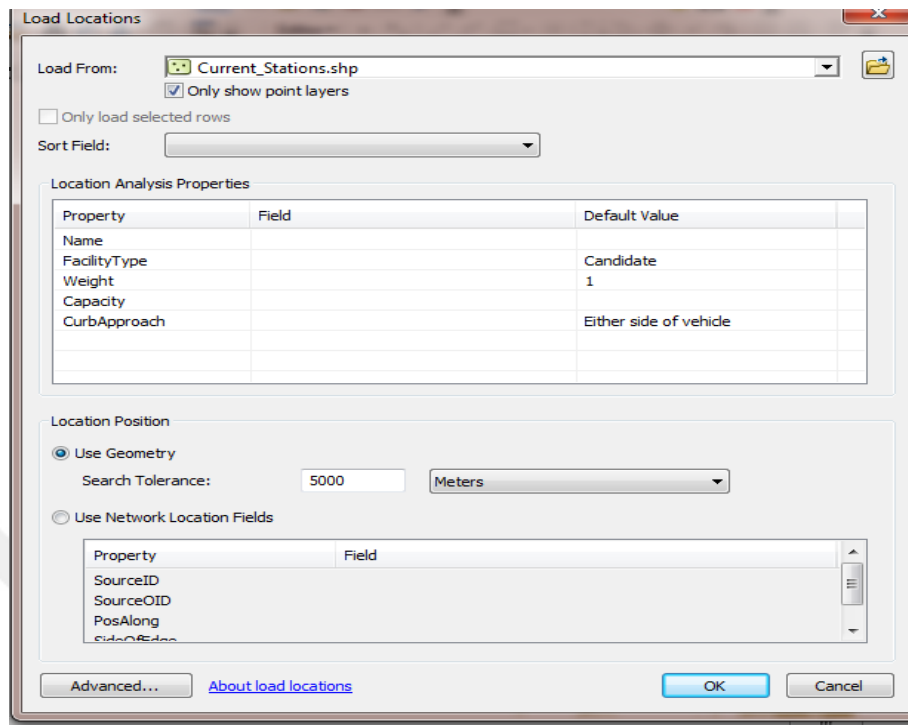 Load Locations
Load From: Current_Stations.shp
Only show point layers
Only load selected rows
Sort Field:
Location Analysis Properties
Property Field Default Value
Name
FacilityType Candidate
Weight 1
Capacity
CurbApproach Either side of vehicle
Location Position
Use Geometry
Search Tolerance: 5000 Meters
Use Network Location Fields
Property Field
SourceID
SourceOID
PosAlong
SideOfEdge
Advanced... About load locations OK Cancel